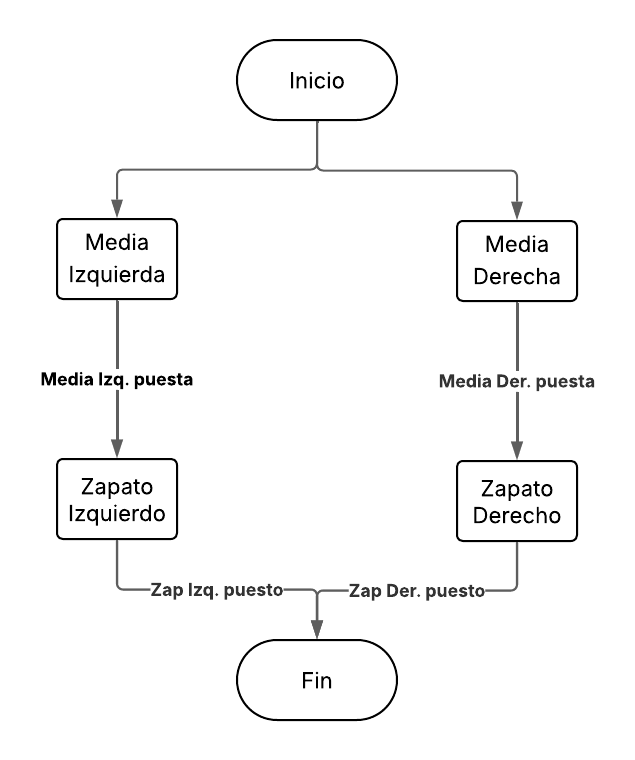 Inicio
Media
Izquierda
Media
Derecha
Media Izq. puesta
Media Der. puesta
Zapato
Izquierdo
Zapato
Derecho
Zap Izq. puesto
Zap Der. puesto
Fin